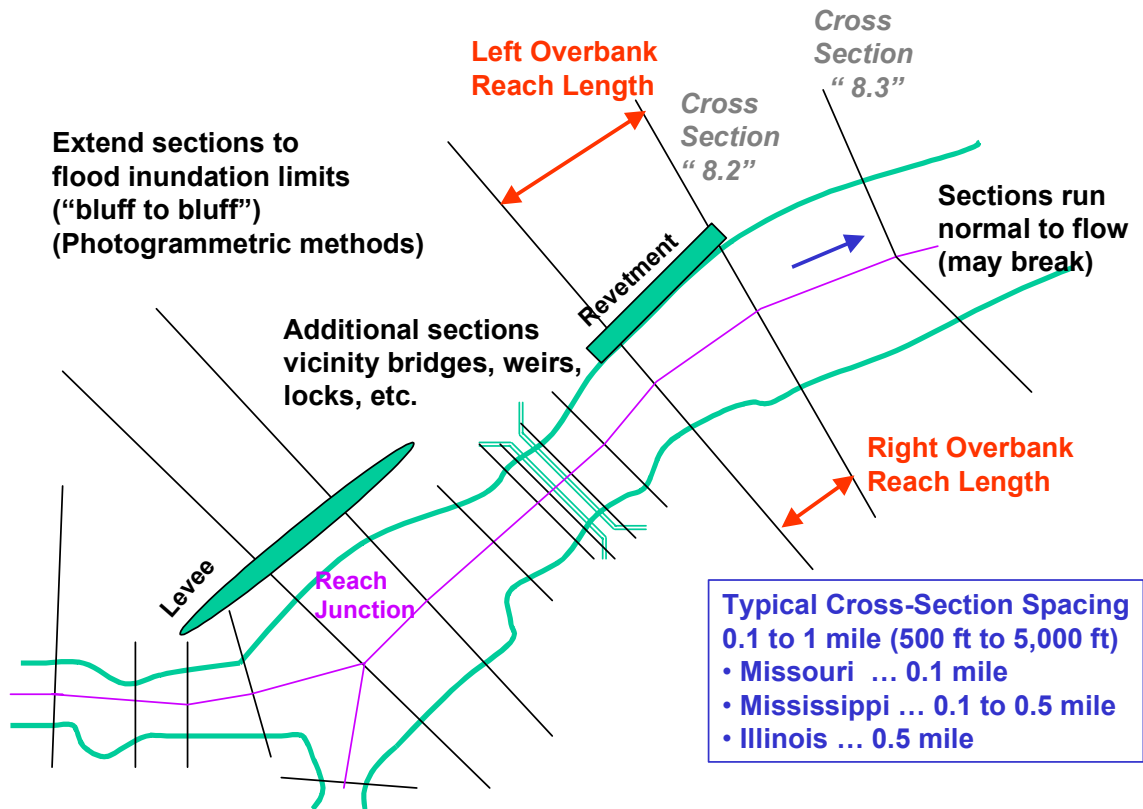 Left Overbank
Reach Length
Cross
Section
“ 8.3”
Cross
Section
“ 8.2”
Extend sections to
flood inundation limits
(“bluff to bluff”)
(Photogrammetric methods)
Sections run
normal to flow
(may break)
Revetment
Additional sections
vicinity bridges, weirs,
locks, etc.
Right Overbank
Reach Length
Levee
Reach
Junction
Typical Cross-Section Spacing
0.1 to 1 mile (500 ft to 5,000 ft)
• Missouri … 0.1 mile
• Mississippi … 0.1 to 0.5 mile
• Illinois … 0.5 mile